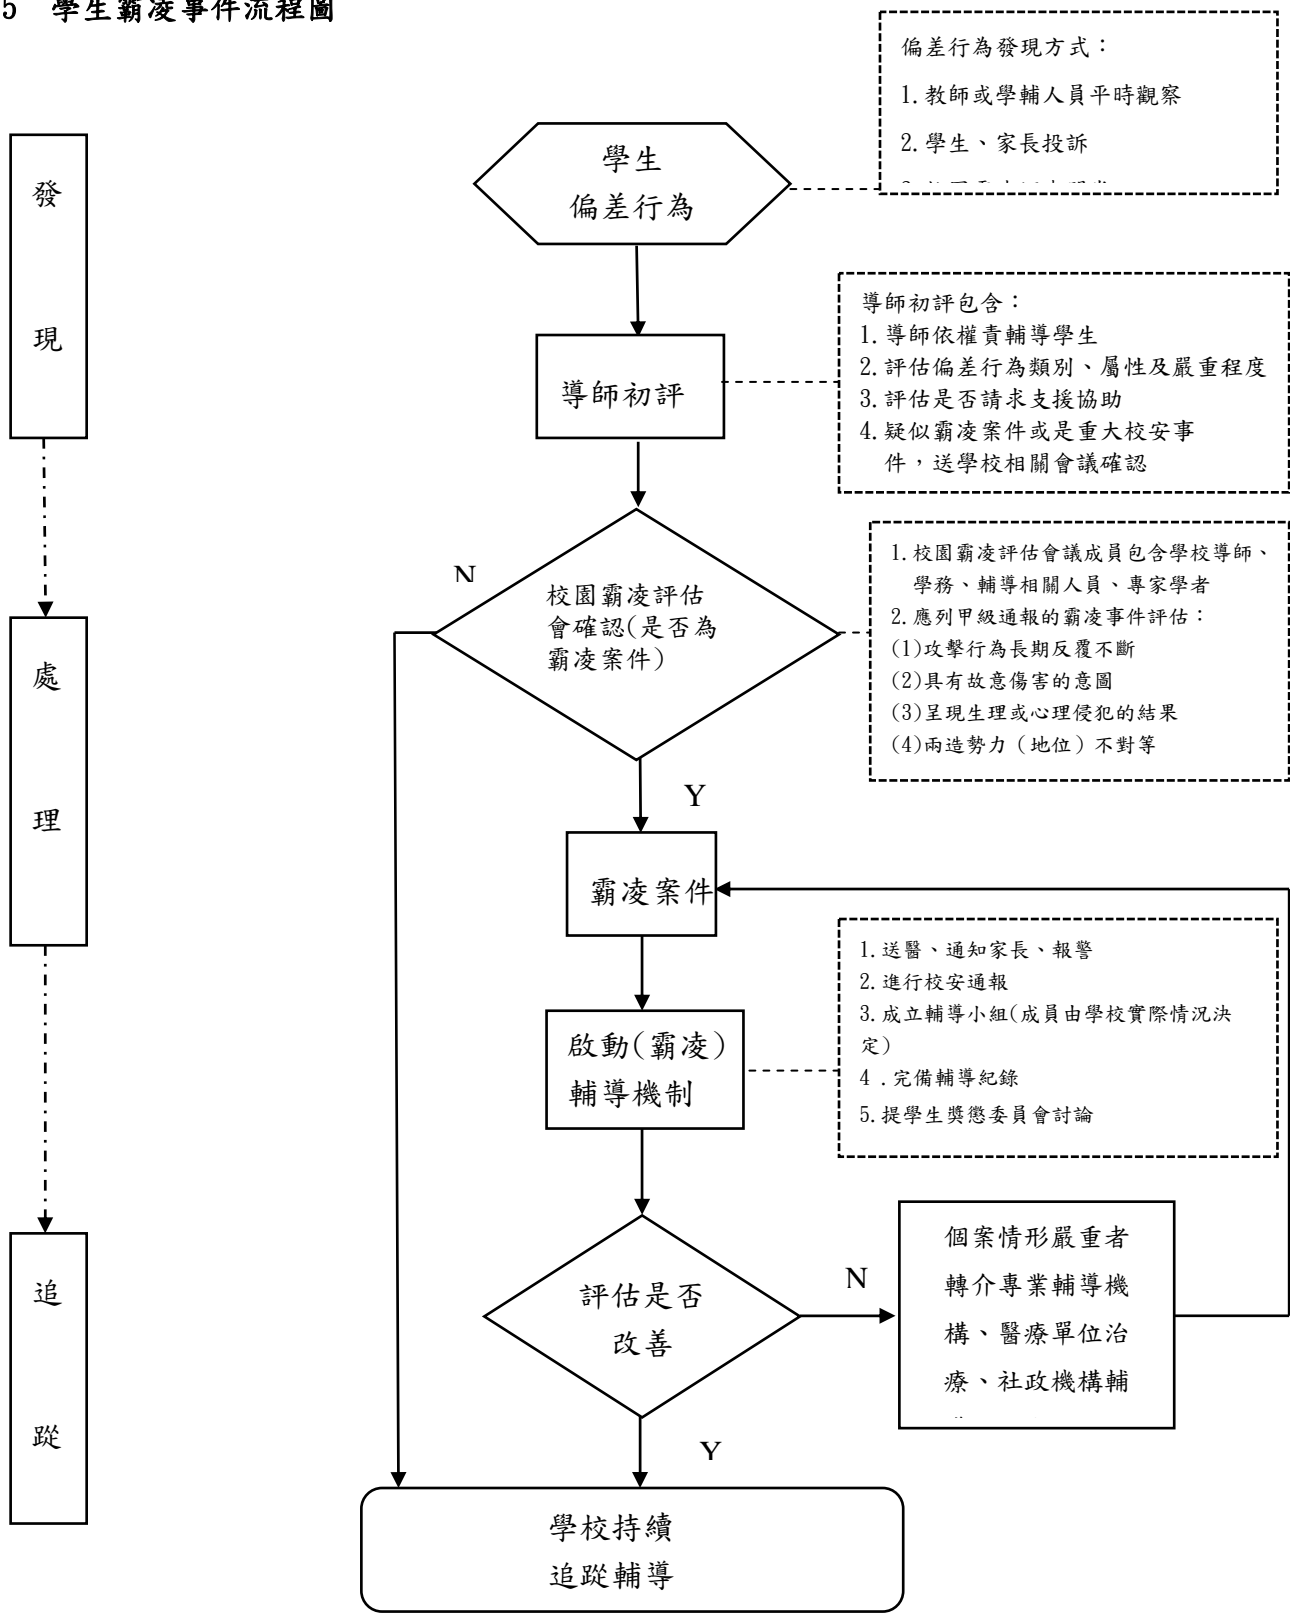 5 學生霸凌事件流程圖
偏差行為發現方式：
1.教師或學輔人員平時觀察
2.學生、家長投訴
發
現
學生
偏差行為
導師初評
導師初評包含：
1.導師依權責輔導學生
2.評估偏差行為類別、屬性及嚴重程度
3.評估是否請求支援協助
4.疑似霸凌案件或是重大校安事
件，送學校相關會議確認
處
理
N
校園霸凌評估
會確認(是否為
霸凌案件)
1.校園霸凌評估會議成員包含學校導師、
學務、輔導相關人員、專家學者
2.應列甲級通報的霸凌事件評估：
(1)攻擊行為長期反覆不斷
(2)具有故意傷害的意圖
(3)呈現生理或心理侵犯的結果
(4)兩造勢力（地位）不對等
Y
霸凌案件
啟動(霸凌)
輔導機制
1.送醫、通知家長、報警
2.進行校安通報
3.成立輔導小組(成員由學校實際情況決
定)
4 .完備輔導紀錄
5.提學生獎懲委員會討論
追
蹤
評估是否
改善
N
個案情形嚴重者
轉介專業輔導機
構、醫療單位治
療、社政機構輔
Y
學校持續
追蹤輔導